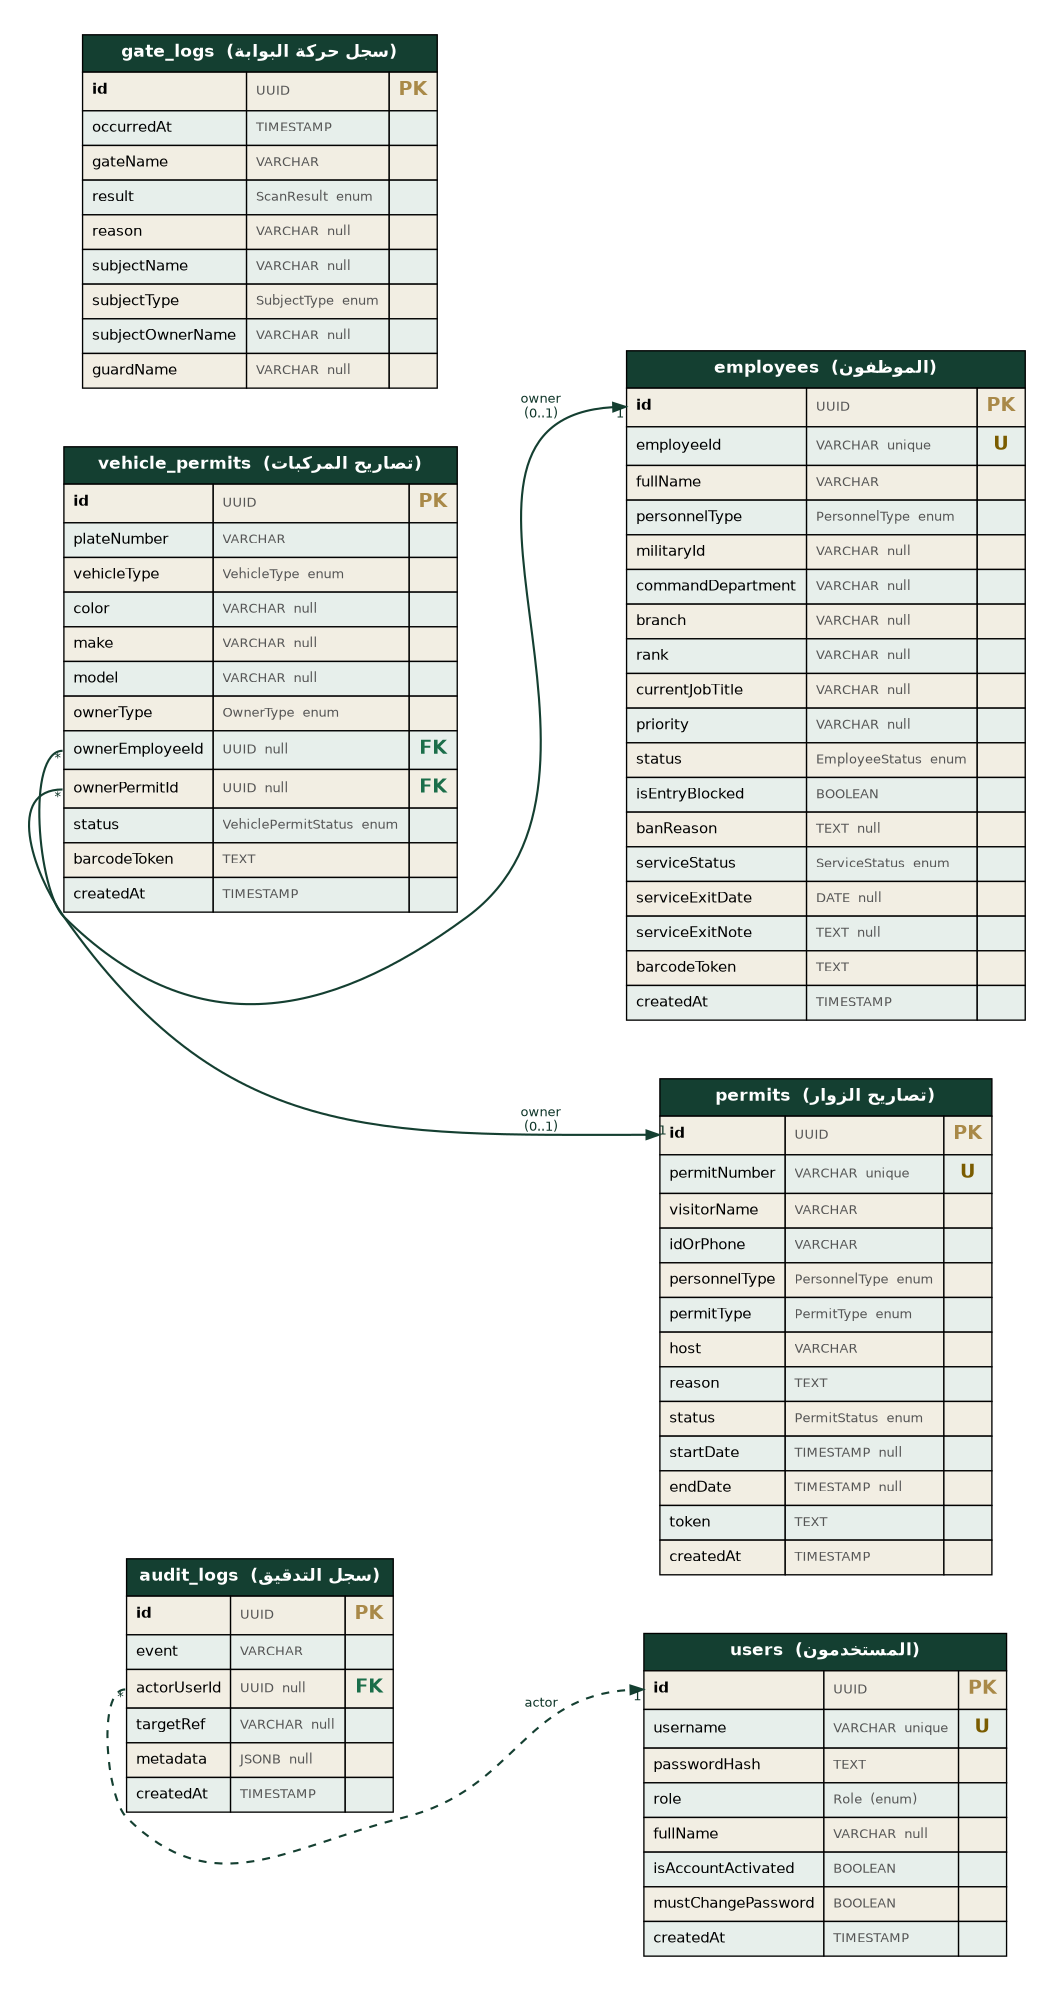 gate_logs (سجل حركة البوابة)
id UUID PK
occurredAt TIMESTAMP
gateName VARCHAR
result ScanResult enum
reason VARCHAR null
subjectName VARCHAR null
subjectType SubjectType enum
subjectOwnerName VARCHAR null
guardName VARCHAR null
employees (الموظفون)
id UUID PK
employeeId VARCHAR unique U
fullName VARCHAR
personnelType PersonnelType enum
militaryId VARCHAR null
commandDepartment VARCHAR null
branch VARCHAR null
rank VARCHAR null
currentJobTitle VARCHAR null
priority VARCHAR null
status EmployeeStatus enum
isEntryBlocked BOOLEAN
banReason TEXT null
serviceStatus ServiceStatus enum
serviceExitDate DATE null
serviceExitNote TEXT null
barcodeToken TEXT
createdAt TIMESTAMP
owner
(0..1)
1
vehicle_permits (تصاريح المركبات)
id UUID PK
plateNumber VARCHAR
vehicleType VehicleType enum
color VARCHAR null
make VARCHAR null
model VARCHAR null
ownerType OwnerType enum
ownerEmployeeId UUID null FK
*
ownerPermitId UUID null FK
*
status VehiclePermitStatus enum
barcodeToken TEXT
createdAt TIMESTAMP
owner
(0..1)
1
permits (تصاريح الزوار)
id UUID PK
permitNumber VARCHAR unique U
visitorName VARCHAR
idOrPhone VARCHAR
personnelType PersonnelType enum
permitType PermitType enum
host VARCHAR
reason TEXT
status PermitStatus enum
startDate TIMESTAMP null
endDate TIMESTAMP null
token TEXT
createdAt TIMESTAMP
audit_logs (سجل التدقيق)
id UUID PK
event VARCHAR
actorUserId UUID null FK
*
targetRef VARCHAR null
metadata JSONB null
createdAt TIMESTAMP
actor
1
users (المستخدمون)
id UUID PK
username VARCHAR unique U
passwordHash TEXT
role Role (enum)
fullName VARCHAR null
isAccountActivated BOOLEAN
mustChangePassword BOOLEAN
createdAt TIMESTAMP